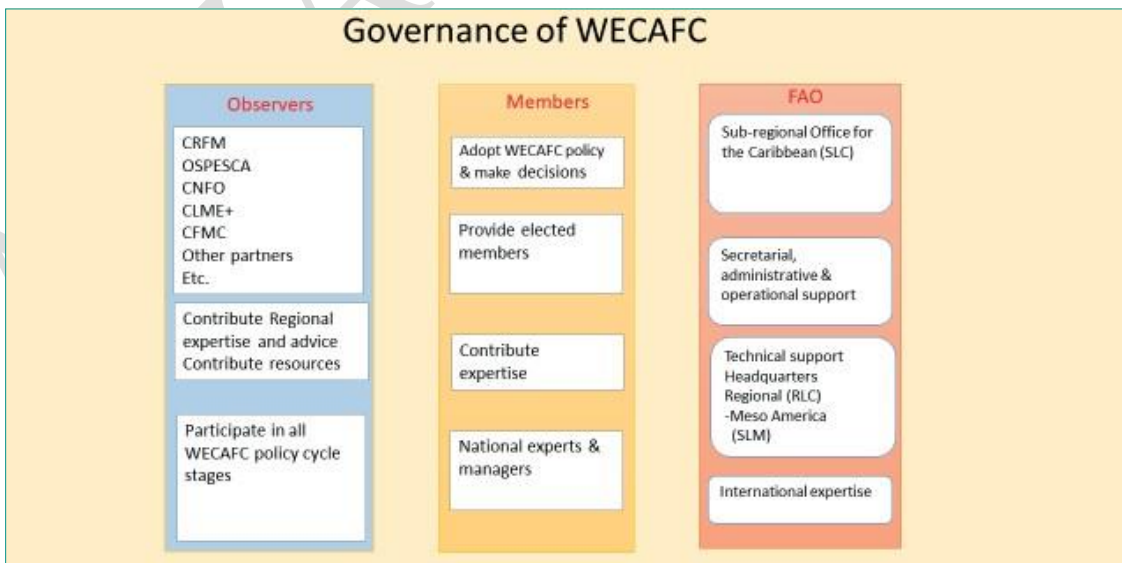 Governance of WECAFC
Observers
CRFM
OSPESCA
CNFO
CLME+
CFMC
Other partners
Etc.
Contribute Regional
expertise and advice
Contribute resources
Participate in all
WECAFC policy cycle
stages
Members
Adopt WECAFC policy
& make decisions
Provide elected
members
Contribute
expertise
National experts &
managers
FAO
Sub-regional Office for
the Caribbean (SLC)
Secretarial,
administrative &
operational support
Technical support
Headquarters
Regional (RLC)
-Meso America
(SLM)
International expertise